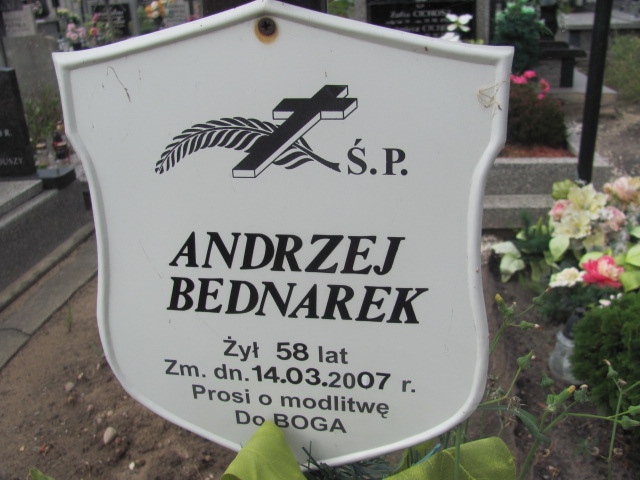 Ś.P.
ANDRZEJ
BEDNAREK
Żył 58 lat
Zm. dn. 14.03.2007 r.
Prosi o modlitwę
Do BOGA